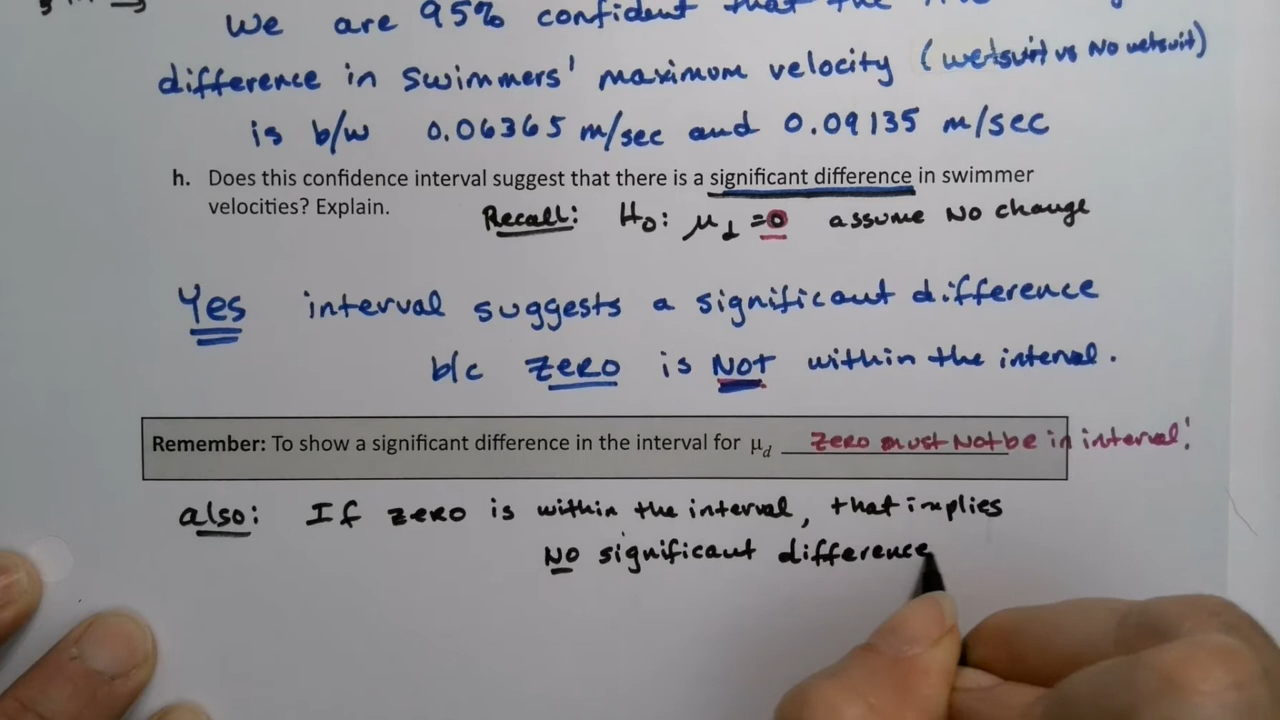 We are 95% confident that the
difference in swimmers' maximum velocity (wetsuit vs No wetsuit)
is b/w 0.06365 m/sec and 0.09135 m/sec
h. Does this confidence interval suggest that there is a significant difference in swimmer
velocities? Explain.
Recall: H₀: μd = 0 assume No change
Yes interval suggests a significant difference
b/c zero is NOT within the interval.
Remember: To show a significant difference in the interval for μd zero must Not be in interval!
also: If zero is within the interval, that implies
No significant difference